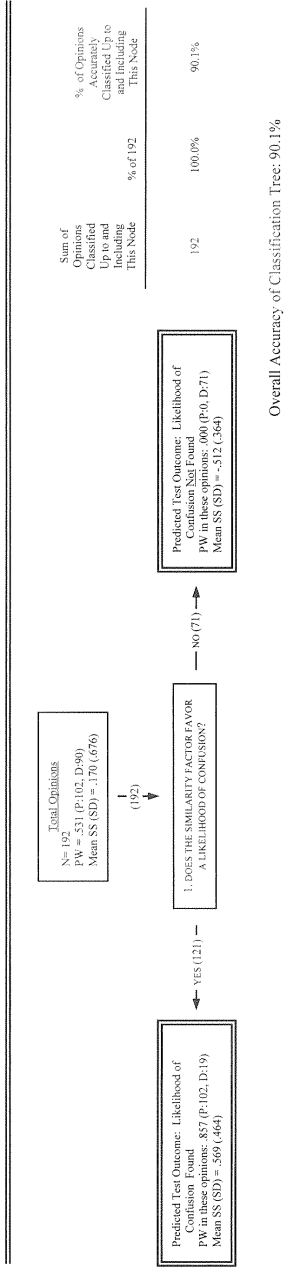 Total Opinions
N= 192
PW = .531 (P:102, D:90)
Mean SS (SD) = .170 (.676)
(192)
1. DOES THE SIMILARITY FACTOR FAVOR
A LIKELIHOOD OF CONFUSION?
YES (121)
NO (71)
Predicted Test Outcome: Likelihood of
Confusion Found
PW in these opinions: .857 (P:102, D:19)
Mean SS (SD) = .569 (.464)
Predicted Test Outcome: Likelihood of
Confusion Not Found
PW in these opinions: .000 (P:0, D:71)
Mean SS (SD) = -.512 (.364)
Sum of
Opinions
Classified
Up to and
Including
This Node
% of 192
% of Opinions
Accurately
Classified Up to
and Including
This Node
192
100.0%
90.1%
Overall Accuracy of Classification Tree: 90.1%